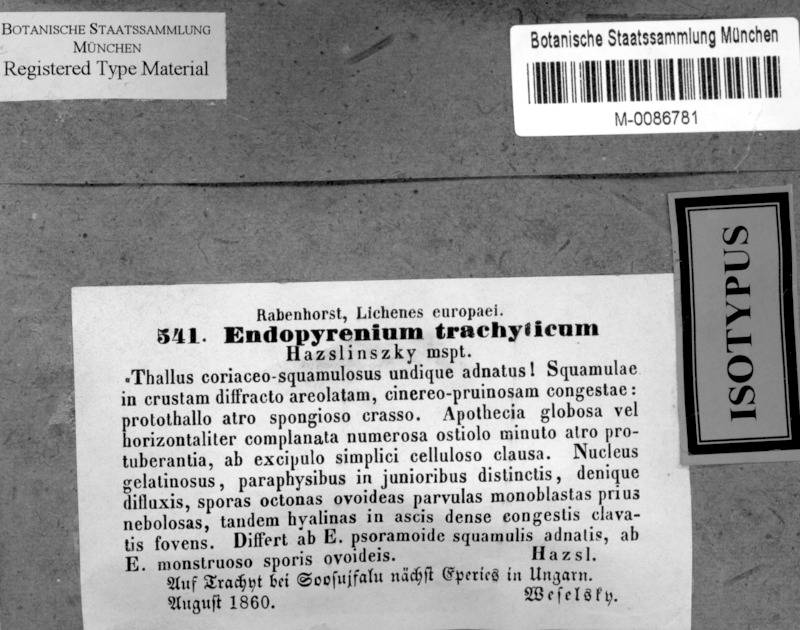 BOTANISCHE STAATSSAMMLUNG
MÜNCHEN
Registered Type Material
Botanische Staatssammlung München
M-0086781
ISOTYPUS
Rabenhorst, Lichenes europaei.
541. Endopyrenium trachyticum
Hazslinszky mspt.
„Thallus coriaceo-squamulosus undique adnatus! Squamulae
in crustam diffracto areolatam, cinereo-pruinosam congestae:
protothallo atro spongioso crasso. Apothecia globosa vel
horizontaliter complanata numerosa ostiolo minuto atro pro-
tuberantia, ab excipulo simplici celluloso clausa. Nucleus
gelatinosus, paraphysibus in junioribus distinctis, denique
difluxis, sporas octonas ovoideas parvulas monoblastas prius
nebolosas, tandem hyalinas in ascis dense congestis clava-
tis fovens. Differt ab E. psoramoide squamulis adnatis, ab
E. monstruoso sporis ovoideis. Hazsl.
Auf Trachyt bei Soosujfalu nächst Eperies in Ungarn.
August 1860. Weselsky.